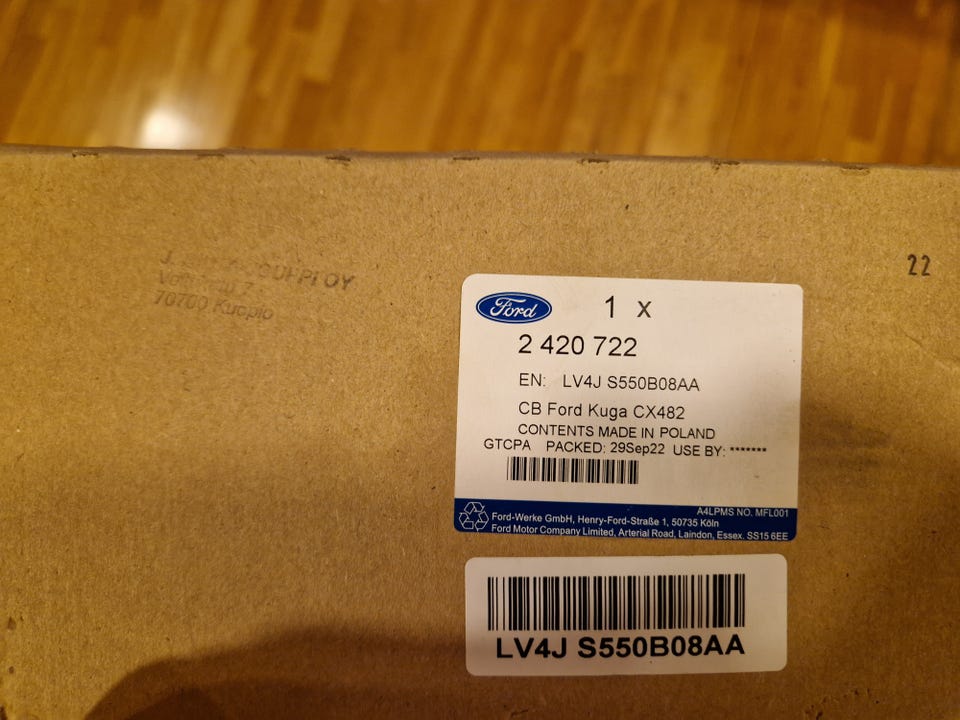 OY
70700 Kuopio
22
Ford
1 x
2 420 722
EN: LV4J S550B08AA
CB Ford Kuga CX482
CONTENTS MADE IN POLAND
GTCPA PACKED: 29Sep22 USE BY: *******
A4LPMS NO. MFL001
Ford-Werke GmbH, Henry-Ford-Straße 1, 50735 Köln
Ford Motor Company Limited, Arterial Road, Laindon, Essex. SS15 6EE
LV4J S550B08AA